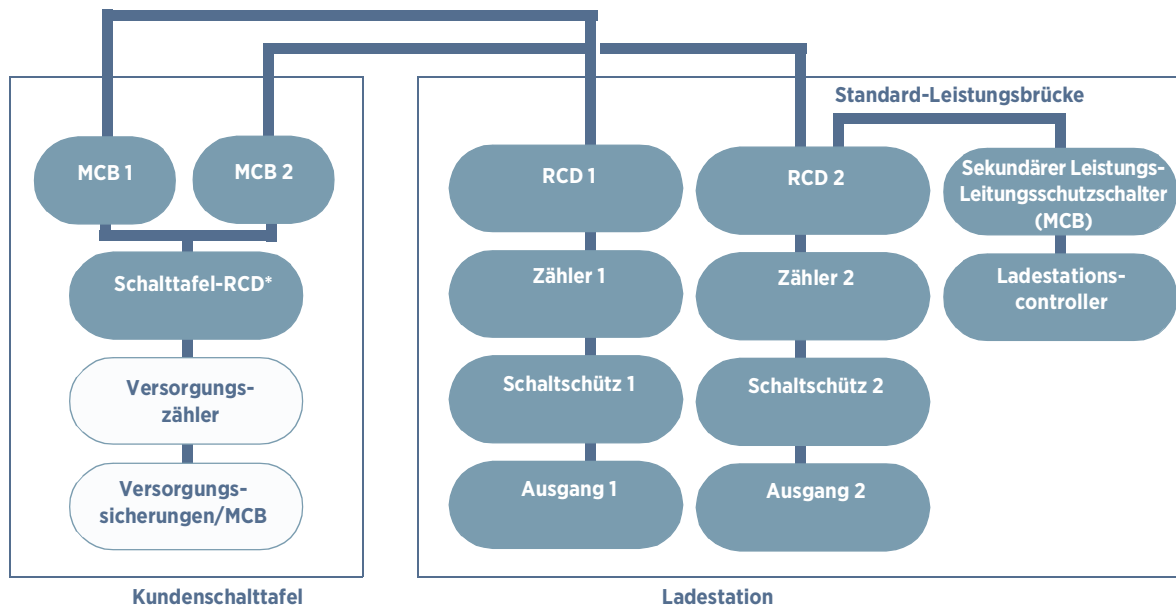 Standard-Leistungsbrücke
MCB 1
MCB 2
Schalttafel-RCD*
Versorgungs-
zähler
Versorgungs-
sicherungen/MCB
Kundenschalttafel
RCD 1
Zähler 1
Schaltschütz 1
Ausgang 1
RCD 2
Zähler 2
Schaltschütz 2
Ausgang 2
Sekundärer Leistungs-
Leitungsschutzschalter
(MCB)
Ladestations-
controller
Ladestation